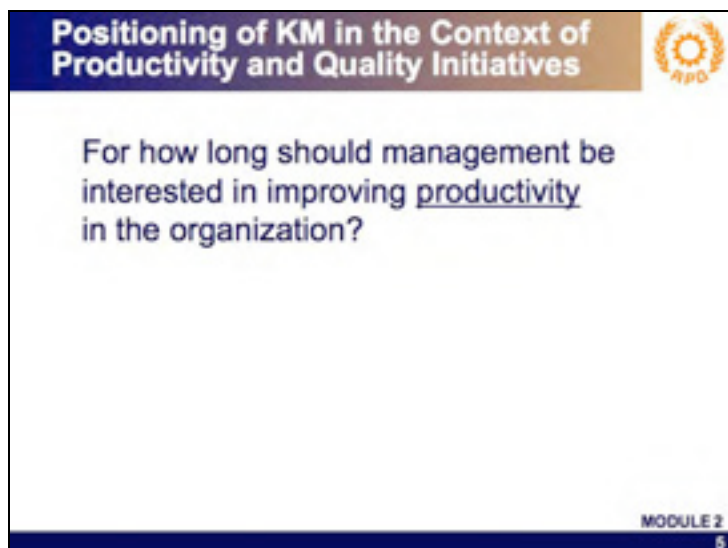 Positioning of KM in the Context of
Productivity and Quality Initiatives
APO
For how long should management be
interested in improving productivity
in the organization?
MODULE 2